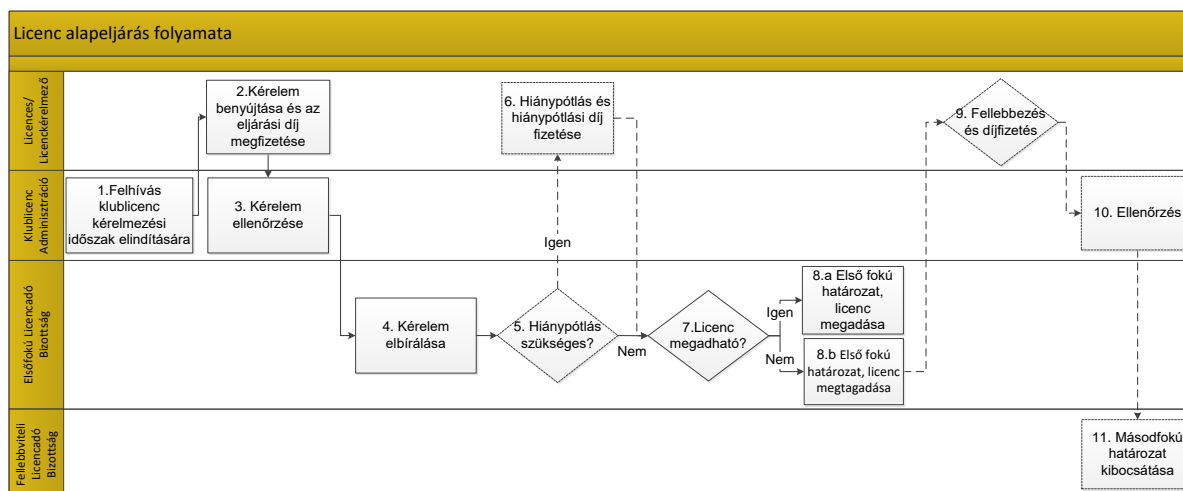 Licenc alapeljárás folyamata
Licences/
Licenckérelmező
2.Kérelem
benyújtása és az
eljárási díj
megfizetése
6. Hiánypótlás és
hiánypótlási díj
fizetése
9. Fellebbezés
és díjfizetés
Klublicenc
Adminisztráció
1.Felhívás
klublicenc
kérelmezési
időszak elindítására
3. Kérelem
ellenőrzése
Igen
10. Ellenőrzés
Elsőfokú Licencadó
Bizottság
4. Kérelem
elbírálása
5. Hiánypótlás
szükséges?
Nem
7.Licenc
megadható?
Igen
Nem
8.a Első fokú
határozat,
licenc
megadása
8.b Első fokú
határozat, licenc
megtagadása
Fellebbviteli
Licencadó
Bizottság
11. Másodfokú
határozat
kibocsátása